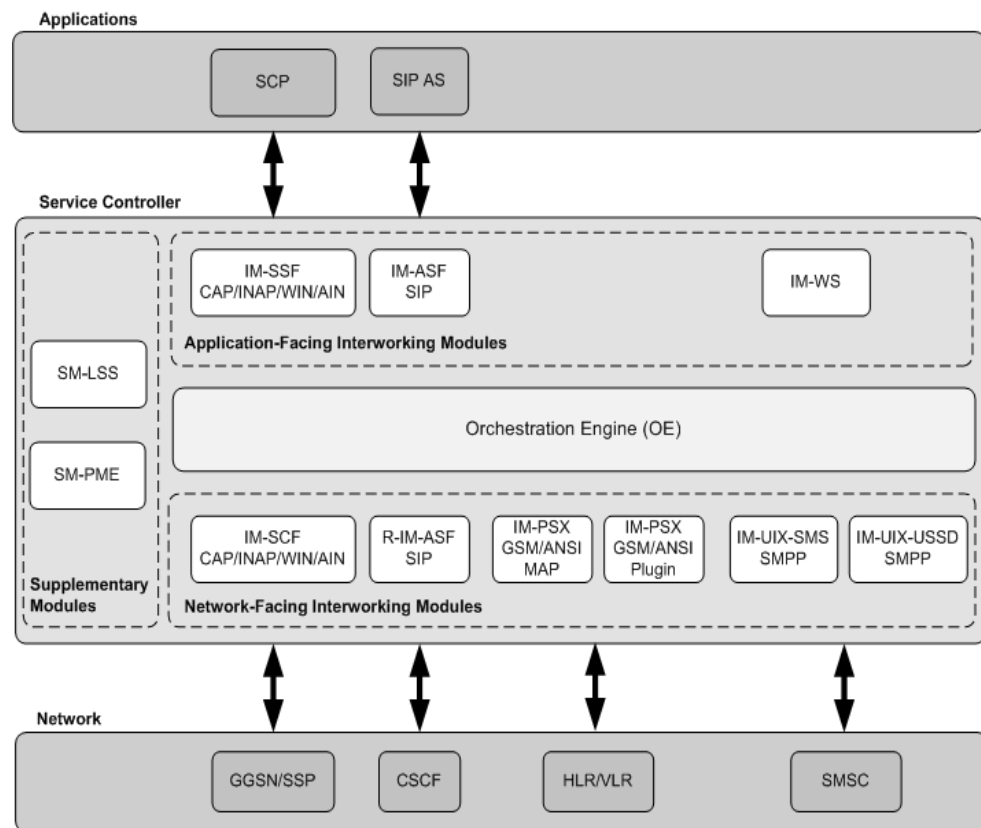 Applications
SCP
SIP AS
Service Controller
IM-SSF
CAP/INAP/WIN/AIN
IM-ASF
SIP
IM-WS
Application-Facing Interworking Modules
SM-LSS
Orchestration Engine (OE)
SM-PME
IM-SCF
CAP/INAP/WIN/AIN
R-IM-ASF
SIP
IM-PSX
GSM/ANSI
MAP
IM-PSX
GSM/ANSI
Plugin
IM-UIX-SMS
SMPP
IM-UIX-USSD
SMPP
Supplementary
Modules
Network-Facing Interworking Modules
Network
GGSN/SSP
CSCF
HLR/VLR
SMSC